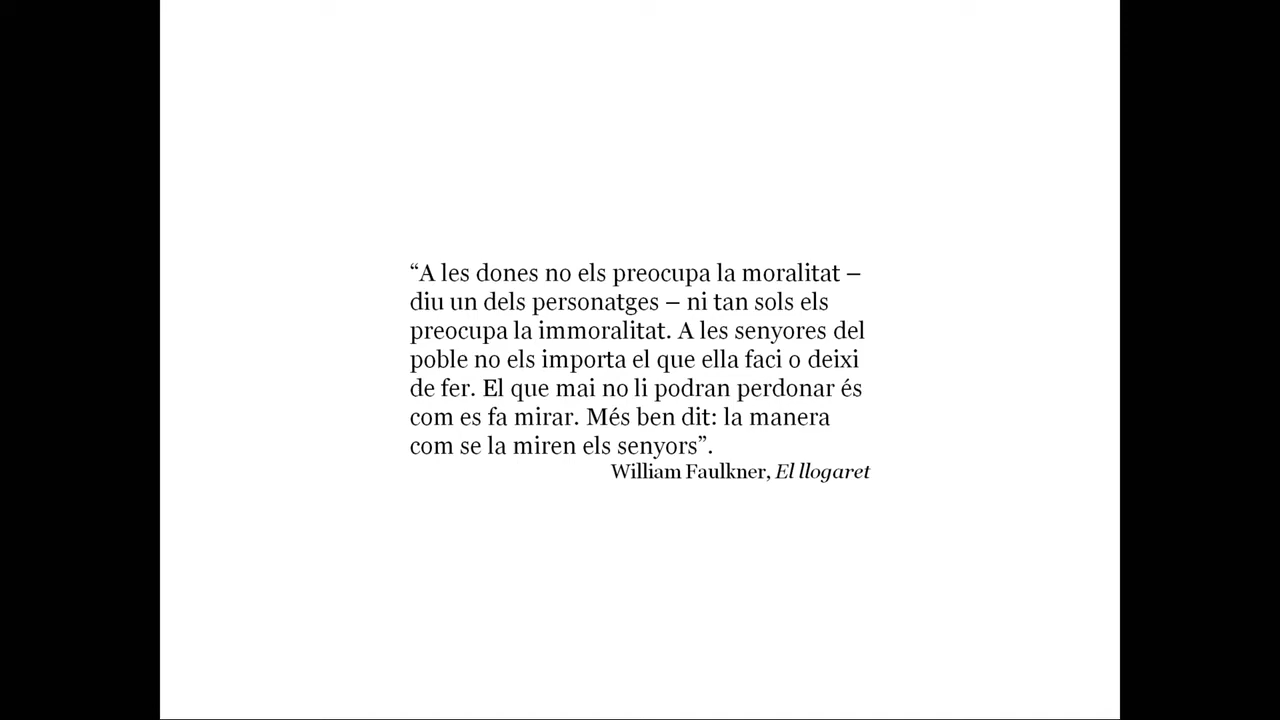 “A les dones no els preocupa la moralitat –
diu un dels personatges – ni tan sols els
preocupa la immoralitat. A les senyores del
poble no els importa el que ella faci o deixi
de fer. El que mai no li podran perdonar és
com es fa mirar. Més ben dit: la manera
com se la miren els senyors”.
William Faulkner, El llogaret